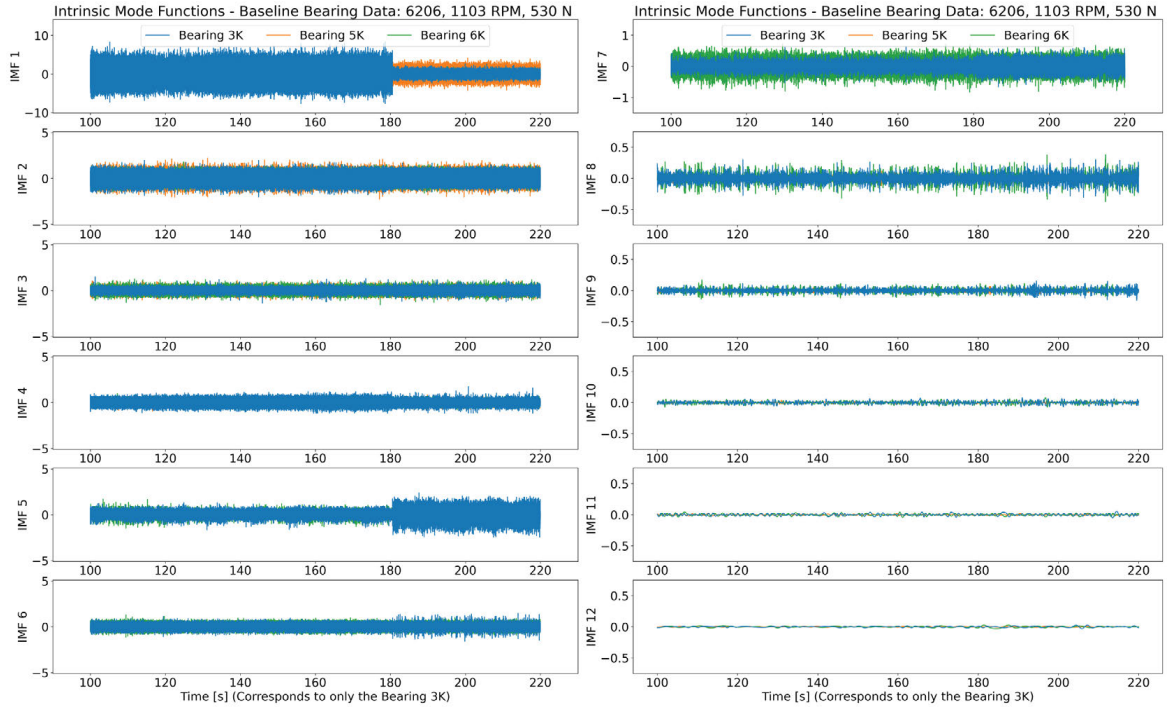 Intrinsic Mode Functions - Baseline Bearing Data: 6206, 1103 RPM, 530 N
Bearing 3K Bearing 5K Bearing 6K
IMF 1
10
0
−10
100 120 140 160 180 200 220
IMF 2
5
0
−5
100 120 140 160 180 200 220
IMF 3
5
0
−5
100 120 140 160 180 200 220
IMF 4
5
0
−5
100 120 140 160 180 200 220
IMF 5
5
0
−5
100 120 140 160 180 200 220
IMF 6
5
0
−5
100 120 140 160 180 200 220
Time [s] (Corresponds to only the Bearing 3K)
Intrinsic Mode Functions - Baseline Bearing Data: 6206, 1103 RPM, 530 N
Bearing 3K Bearing 5K Bearing 6K
IMF 7
1
0
−1
100 120 140 160 180 200 220
IMF 8
0.5
0.0
−0.5
100 120 140 160 180 200 220
IMF 9
0.5
0.0
−0.5
100 120 140 160 180 200 220
IMF 10
0.5
0.0
−0.5
100 120 140 160 180 200 220
IMF 11
0.5
0.0
−0.5
100 120 140 160 180 200 220
IMF 12
0.5
0.0
−0.5
100 120 140 160 180 200 220
Time [s] (Corresponds to only the Bearing 3K)